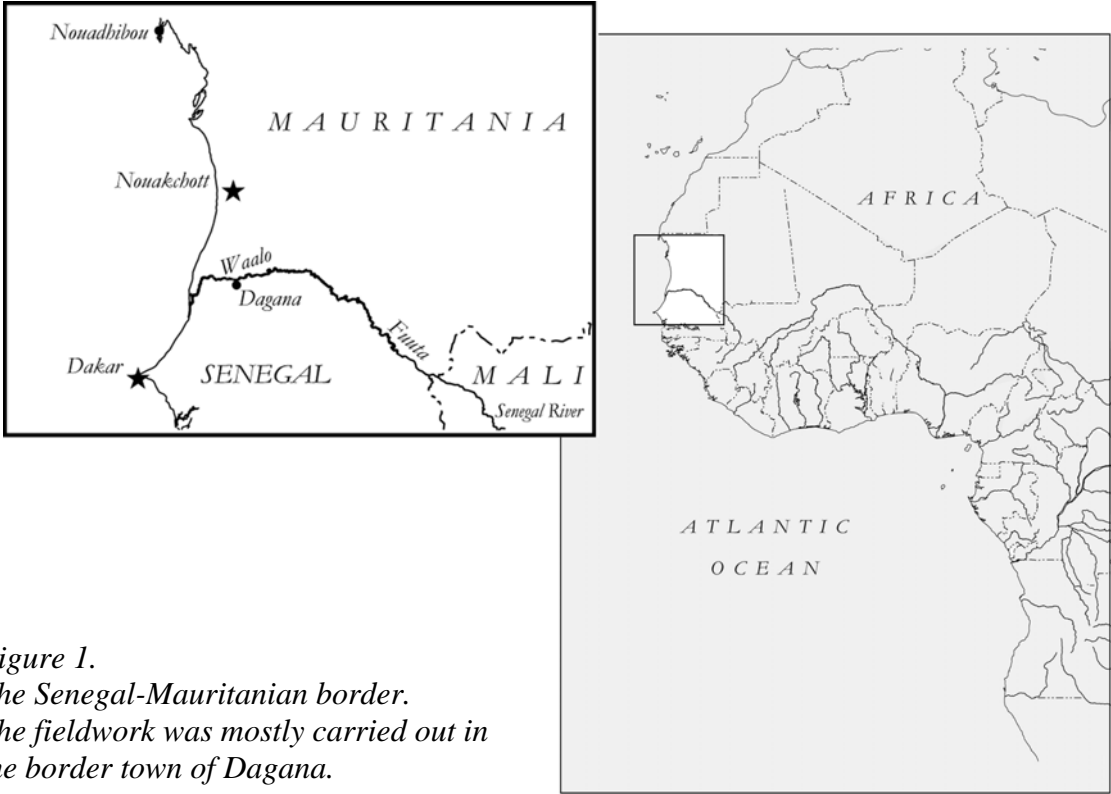 Nouadhibou
MAURITANIA
Nouakchott
Waalo
Dagana
Fuuta
Dakar
SENEGAL
MALI
Senegal River
AFRICA
ATLANTIC
OCEAN
igure 1.
he Senegal-Mauritanian border.
he fieldwork was mostly carried out in
he border town of Dagana.